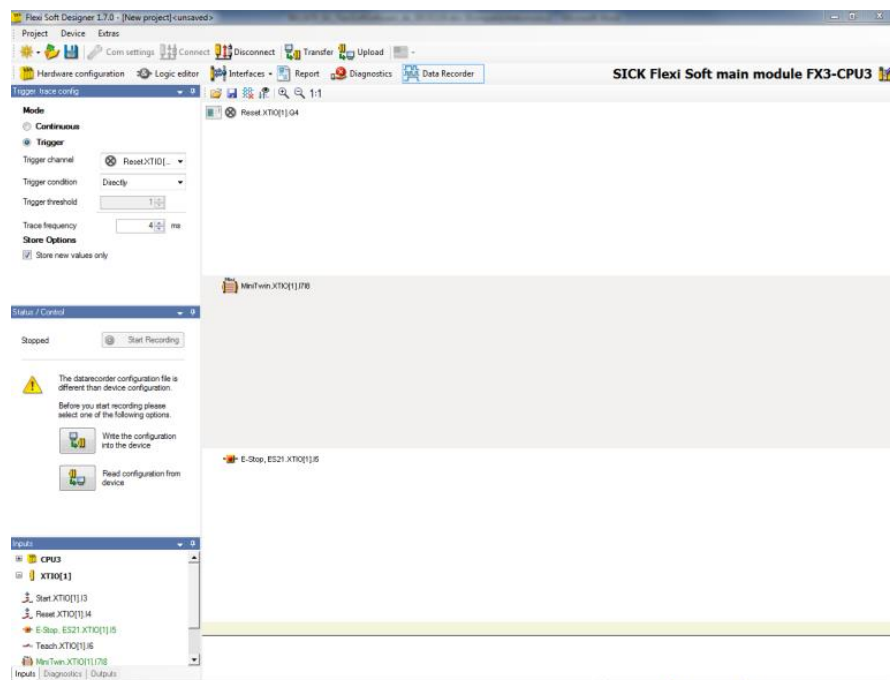 Flexi Soft Designer 1.7.0 - [New project]<unsaved>
Project Device Extras
Com settings Connect Disconnect Transfer Upload
Hardware configuration Logic editor Interfaces Report Diagnostics Data Recorder SICK Flexi Soft main module FX3-CPU3
Trigger trace config
1:1
Mode
Reset.XTIO[1].Q4
Continuous
Trigger
Trigger channel Reset.XTIO[...
Trigger condition Directly
Trigger threshold 1
Trace frequency 4 ms
Store Options
Store new values only
MiniTwin.XTIO[1].I7I8
Status / Control
Stopped Start Recording
The datarecorder configuration file is
different than device configuration.
Before you start recording please
select one of the following options.
Write the configuration
into the device
E-Stop, ES21.XTIO[1].I5
Read configuration from
device
Inputs
CPU3
XTIO[1]
Start.XTIO[1].I3
Reset.XTIO[1].I4
E-Stop, ES21.XTIO[1].I5
Teach.XTIO[1].I6
MiniTwin.XTIO[1].I7I8
Inputs Diagnostics Outputs